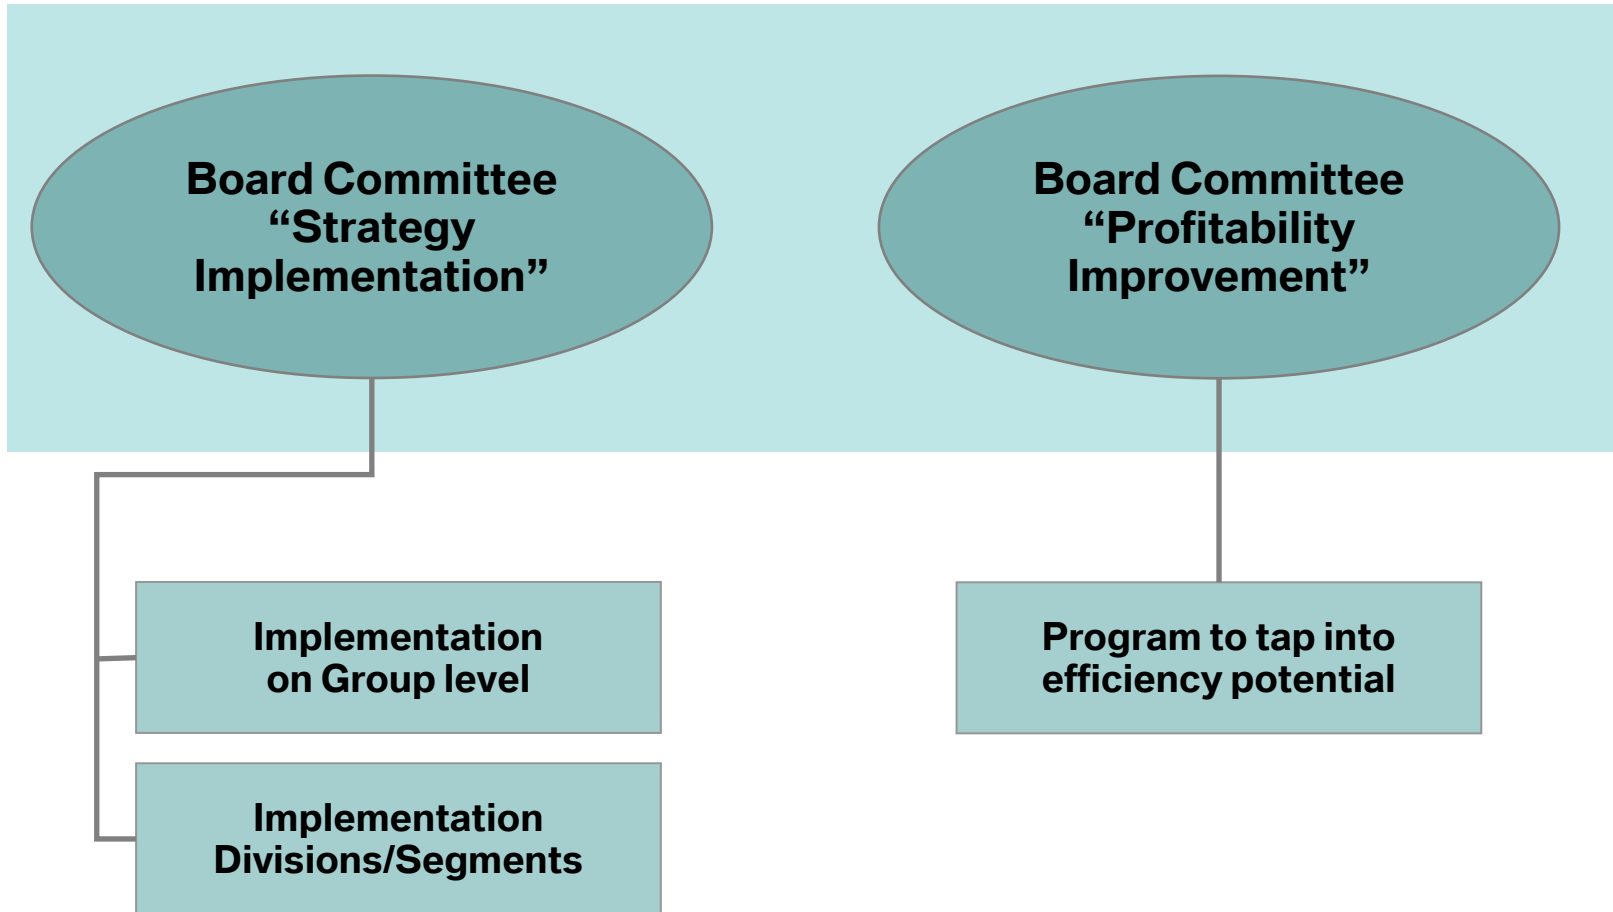 Board Committee
“Strategy
Implementation”
Board Committee
“Profitability
Improvement”
Implementation
on Group level
Program to tap into
efficiency potential
Implementation
Divisions/Segments